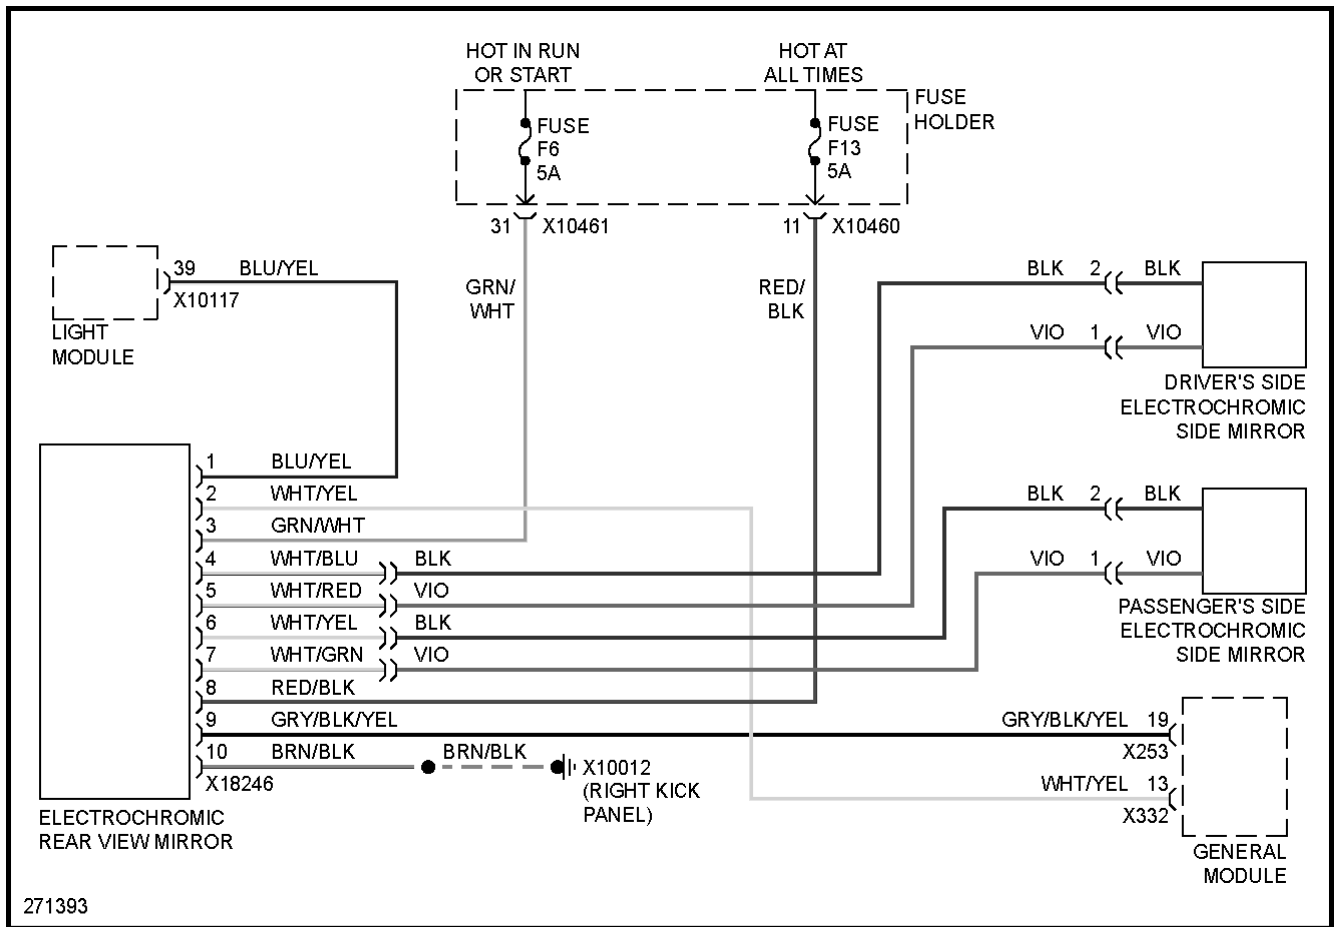 HOT IN RUN
OR START
HOT AT
ALL TIMES
FUSE
HOLDER
FUSE
F6
5A
FUSE
F13
5A
31 X10461
11 X10460
39 BLU/YEL
X10117
LIGHT
MODULE
GRN/
WHT
RED/
BLK
BLK 2 BLK
VIO 1 VIO
DRIVER'S SIDE
ELECTROCHROMIC
SIDE MIRROR
1 BLU/YEL
2 WHT/YEL
3 GRN/WHT
4 WHT/BLU BLK
5 WHT/RED VIO
6 WHT/YEL BLK
7 WHT/GRN VIO
8 RED/BLK
9 GRY/BLK/YEL
10 BRN/BLK BRN/BLK
X18246
ELECTROCHROMIC
REAR VIEW MIRROR
X10012
(RIGHT KICK
PANEL)
BLK 2 BLK
VIO 1 VIO
PASSENGER'S SIDE
ELECTROCHROMIC
SIDE MIRROR
GRY/BLK/YEL 19
X253
WHT/YEL 13
X332
GENERAL
MODULE
271393